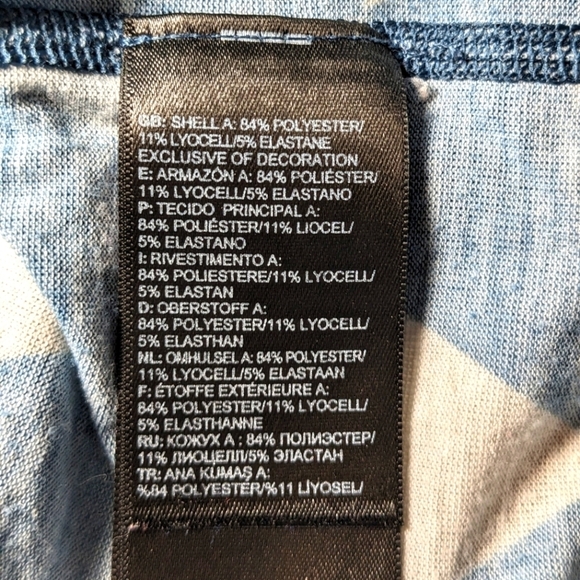 GB: SHELL A: 84% POLYESTER/
11% LYOCELL/5% ELASTANE
EXCLUSIVE OF DECORATION
E: ARMAZÓN A: 84% POLIÉSTER/
11% LYOCELL/5% ELASTANO
P: TECIDO PRINCIPAL A:
84% POLIÉSTER/11% LIOCEL/
5% ELASTANO
I: RIVESTIMENTO A:
84% POLIESTERE/11% LYOCELL/
5% ELASTAN
D: OBERSTOFF A:
84% POLYESTER/11% LYOCELL/
5% ELASTHAN
NL: OMHULSEL A: 84% POLYESTER/
11% LYOCELL/5% ELASTAAN
F: ÉTOFFE EXTÉRIEURE A:
84% POLYESTER/11% LYOCELL/
5% ELASTHANNE
RU: КОЖУХ A : 84% ПОЛИЭСТЕР/
11% ЛИОЦЕЛЛ/5% ЭЛАСТАН
TR: ANA KUMAŞ A:
%84 POLYESTER/%11 LİYOSEL/